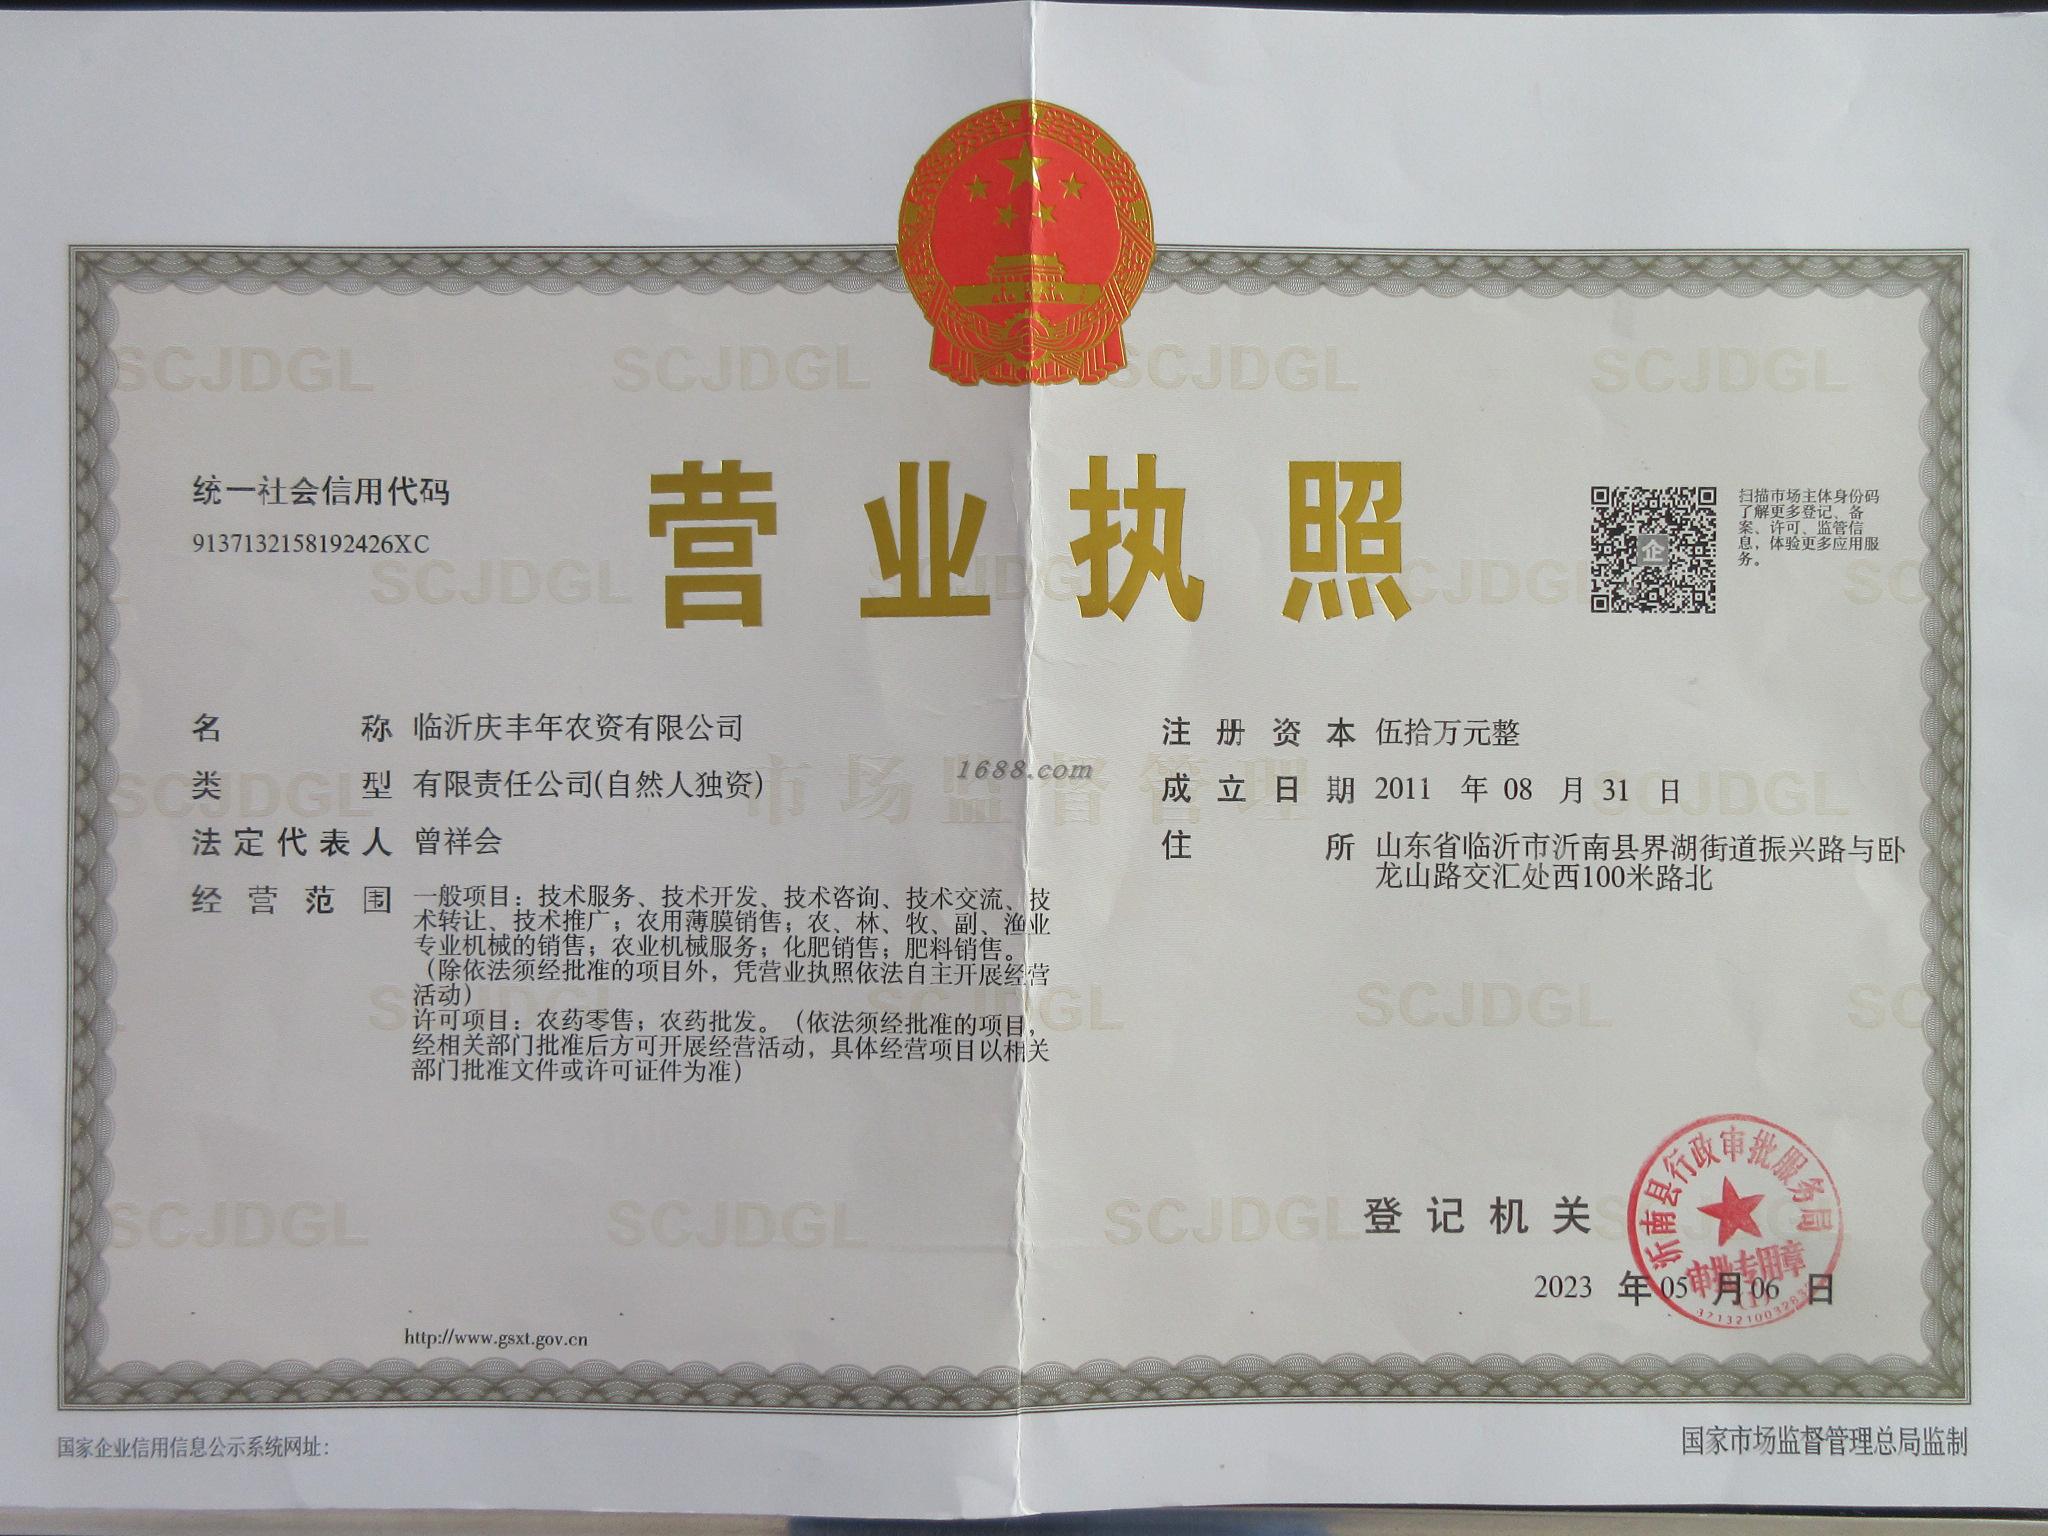 营业执照
统一社会信用代码
9137132158192426XC
扫描市场主体身份码
了解更多登记、备
案、许可、监管信
息，体验更多应用服
务。
企
名称 临沂庆丰年农资有限公司
类型 有限责任公司(自然人独资)
法定代表人 曾祥会
经营范围 一般项目：技术服务、技术开发、技术咨询、技术交流、技
术转让、技术推广；农用薄膜销售；农、林、牧、副、渔业
专业机械的销售；农业机械服务；化肥销售；肥料销售。
（除依法须经批准的项目外，凭营业执照依法自主开展经营
活动）
许可项目：农药零售；农药批发。（依法须经批准的项目，
经相关部门批准后方可开展经营活动，具体经营项目以相关
部门批准文件或许可证件为准）
注册资本 伍拾万元整
成立日期 2011 年 08 月 31 日
住所 山东省临沂市沂南县界湖街道振兴路与卧
龙山路交汇处西100米路北
1688.com
市场监督管理
SCJDGL
登记机关
沂南县行政审批服务局
审批专用章
(1)
2023 年 05 月 06 日
http://www.gsxt.gov.cn
国家企业信用信息公示系统网址：
国家市场监督管理总局监制